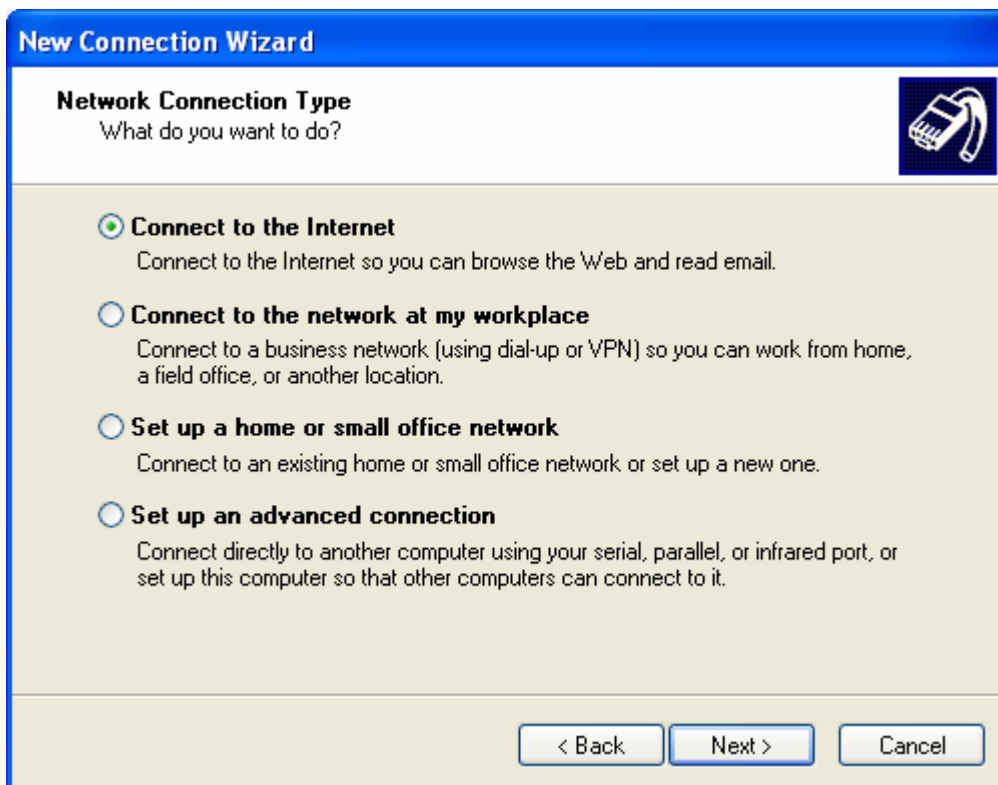 New Connection Wizard
Network Connection Type
What do you want to do?
Connect to the Internet
Connect to the Internet so you can browse the Web and read email.
Connect to the network at my workplace
Connect to a business network (using dial-up or VPN) so you can work from home,
a field office, or another location.
Set up a home or small office network
Connect to an existing home or small office network or set up a new one.
Set up an advanced connection
Connect directly to another computer using your serial, parallel, or infrared port, or
set up this computer so that other computers can connect to it.
< Back Next > Cancel